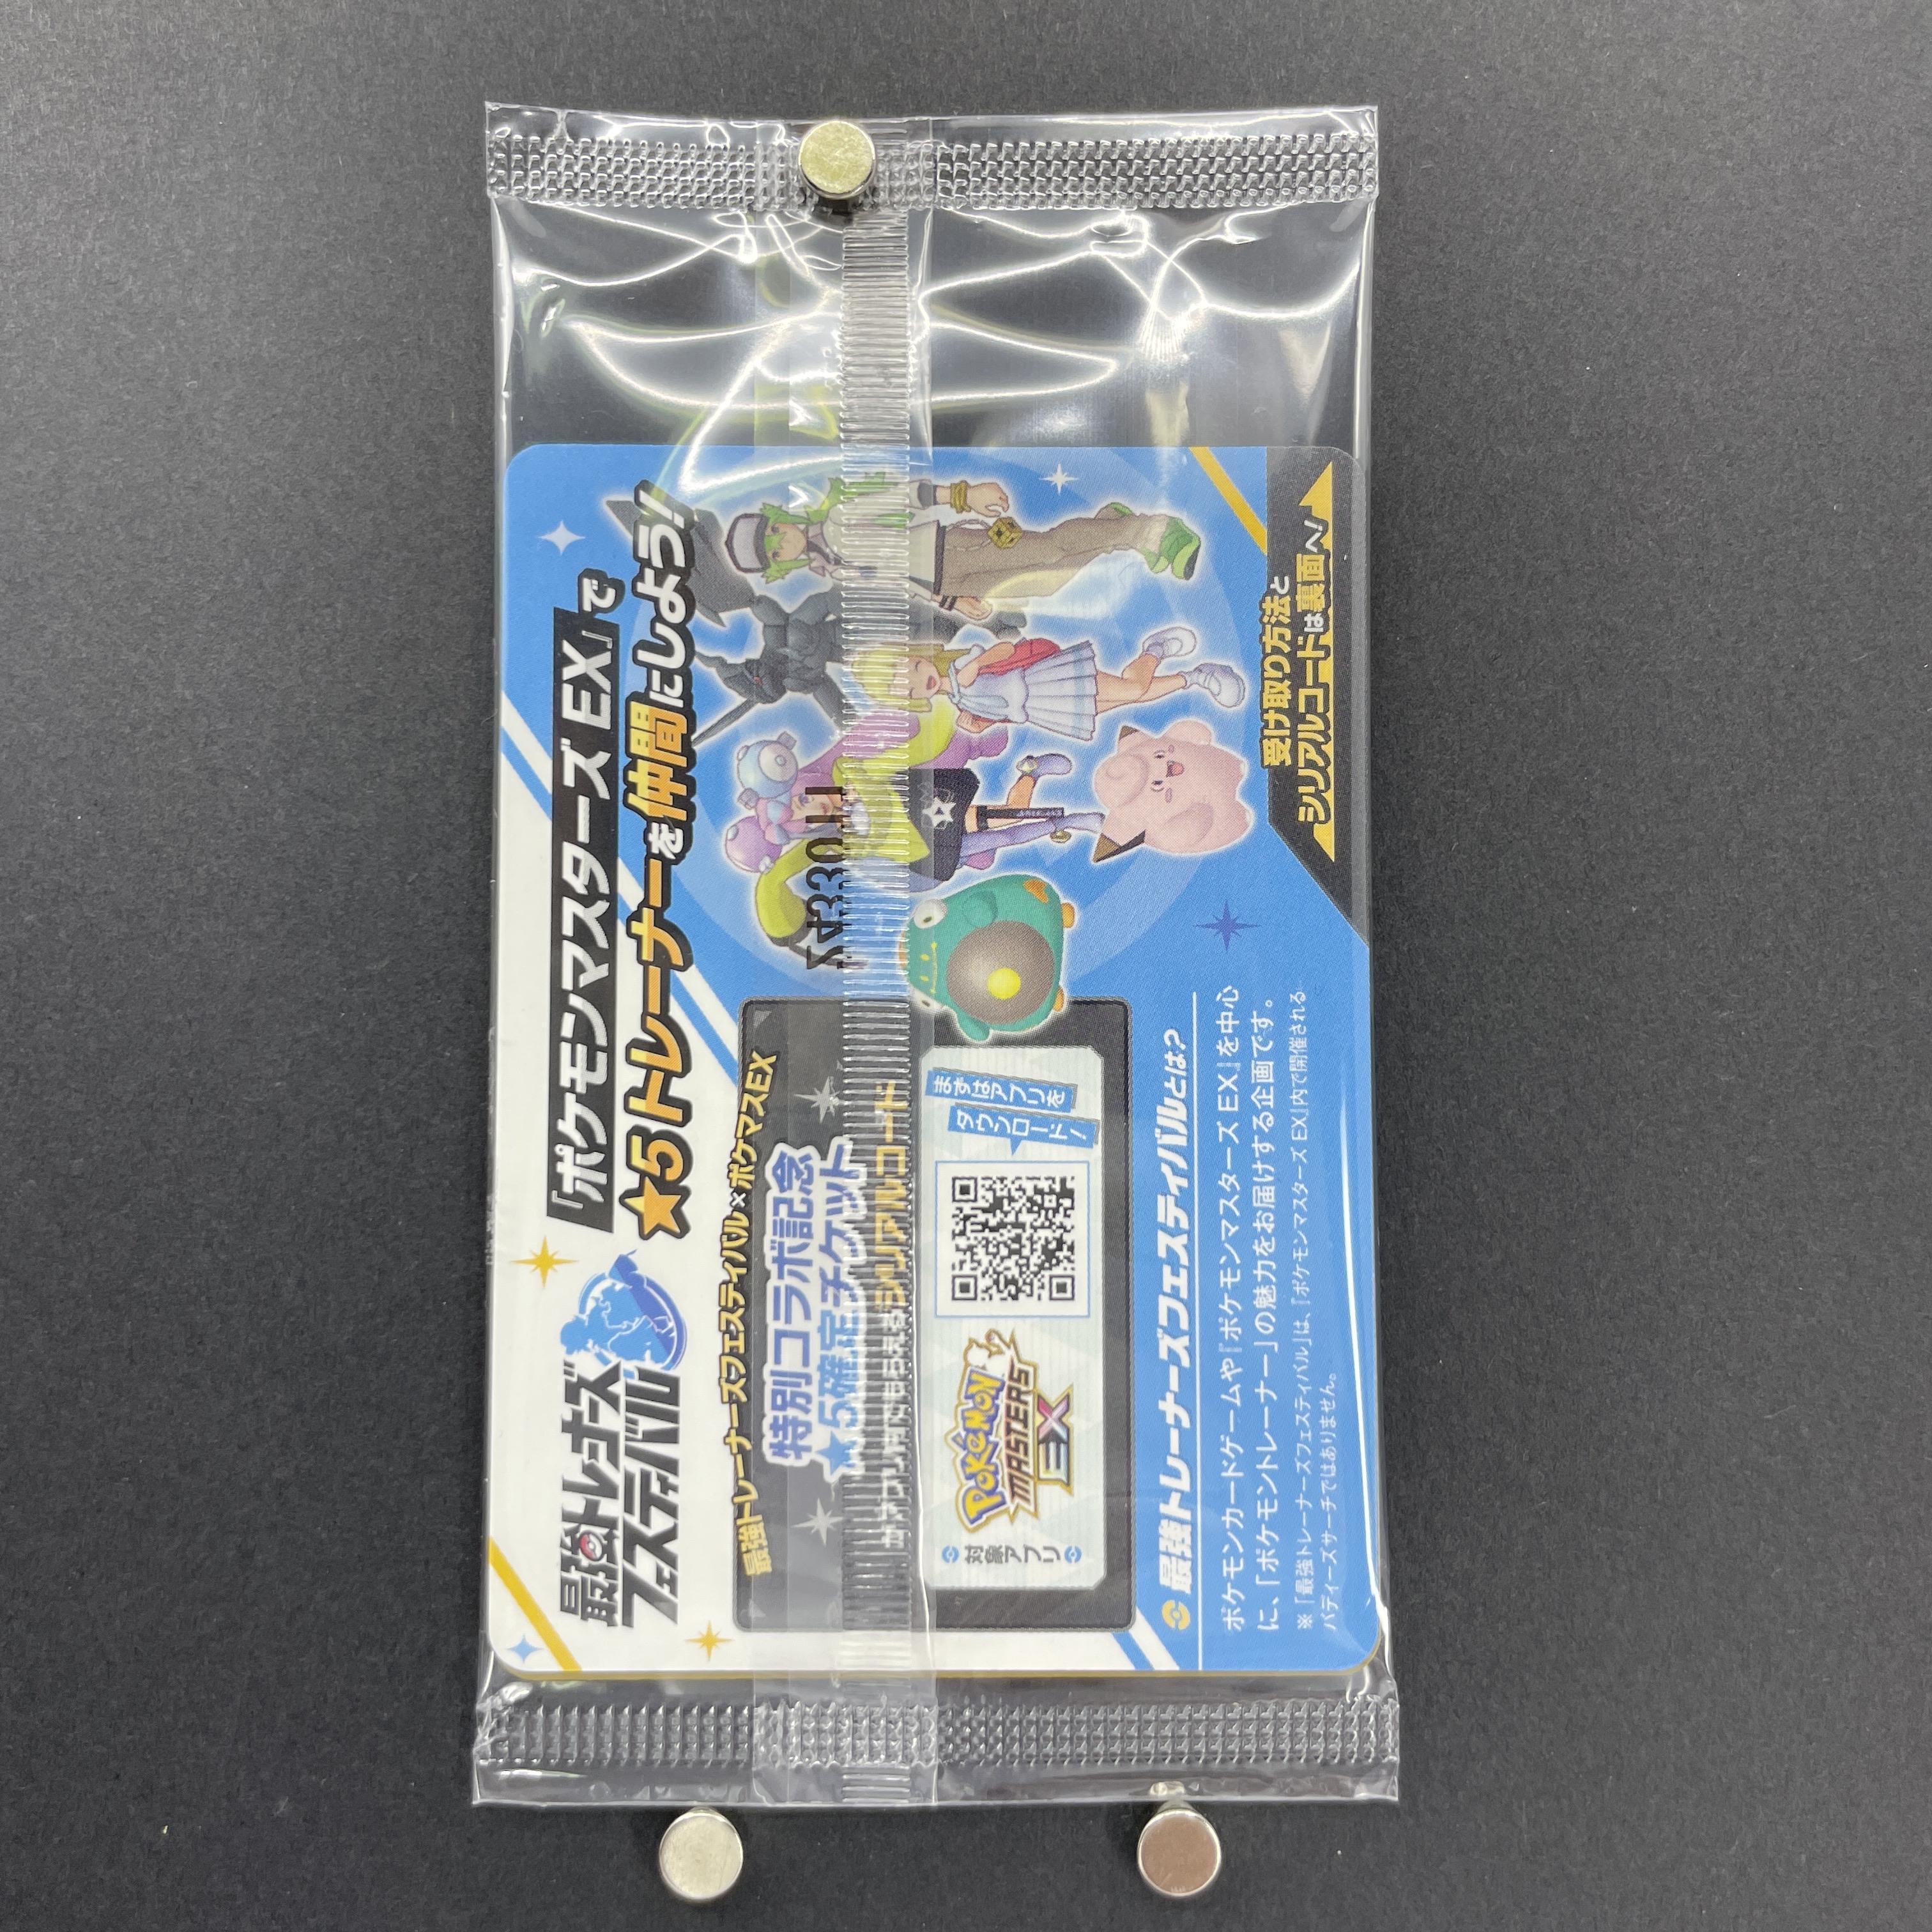 最強トレーナーズ
フェスティバル
『ポケモンマスターズ EX』で
★5トレーナーを仲間にしよう!
最強トレーナーズフェスティバル×ポケマスEX
特別コラボ記念
★5確定チケット
シリアルコード
対象アプリ
POKÉMON
MASTERS
EX
まずはアプリを
ダウンロード!
受け取り方法と
シリアルコードは裏面へ!
最強トレーナーズフェスティバルとは?
ポケモンカードゲームや『ポケモンマスターズ EX』を中心
に、「ポケモントレーナー」の魅力をお届けする企画です。
※「最強トレーナーズフェスティバル」は、『ポケモンマスターズ EX』内で開催される
バディーズサーチではありません。